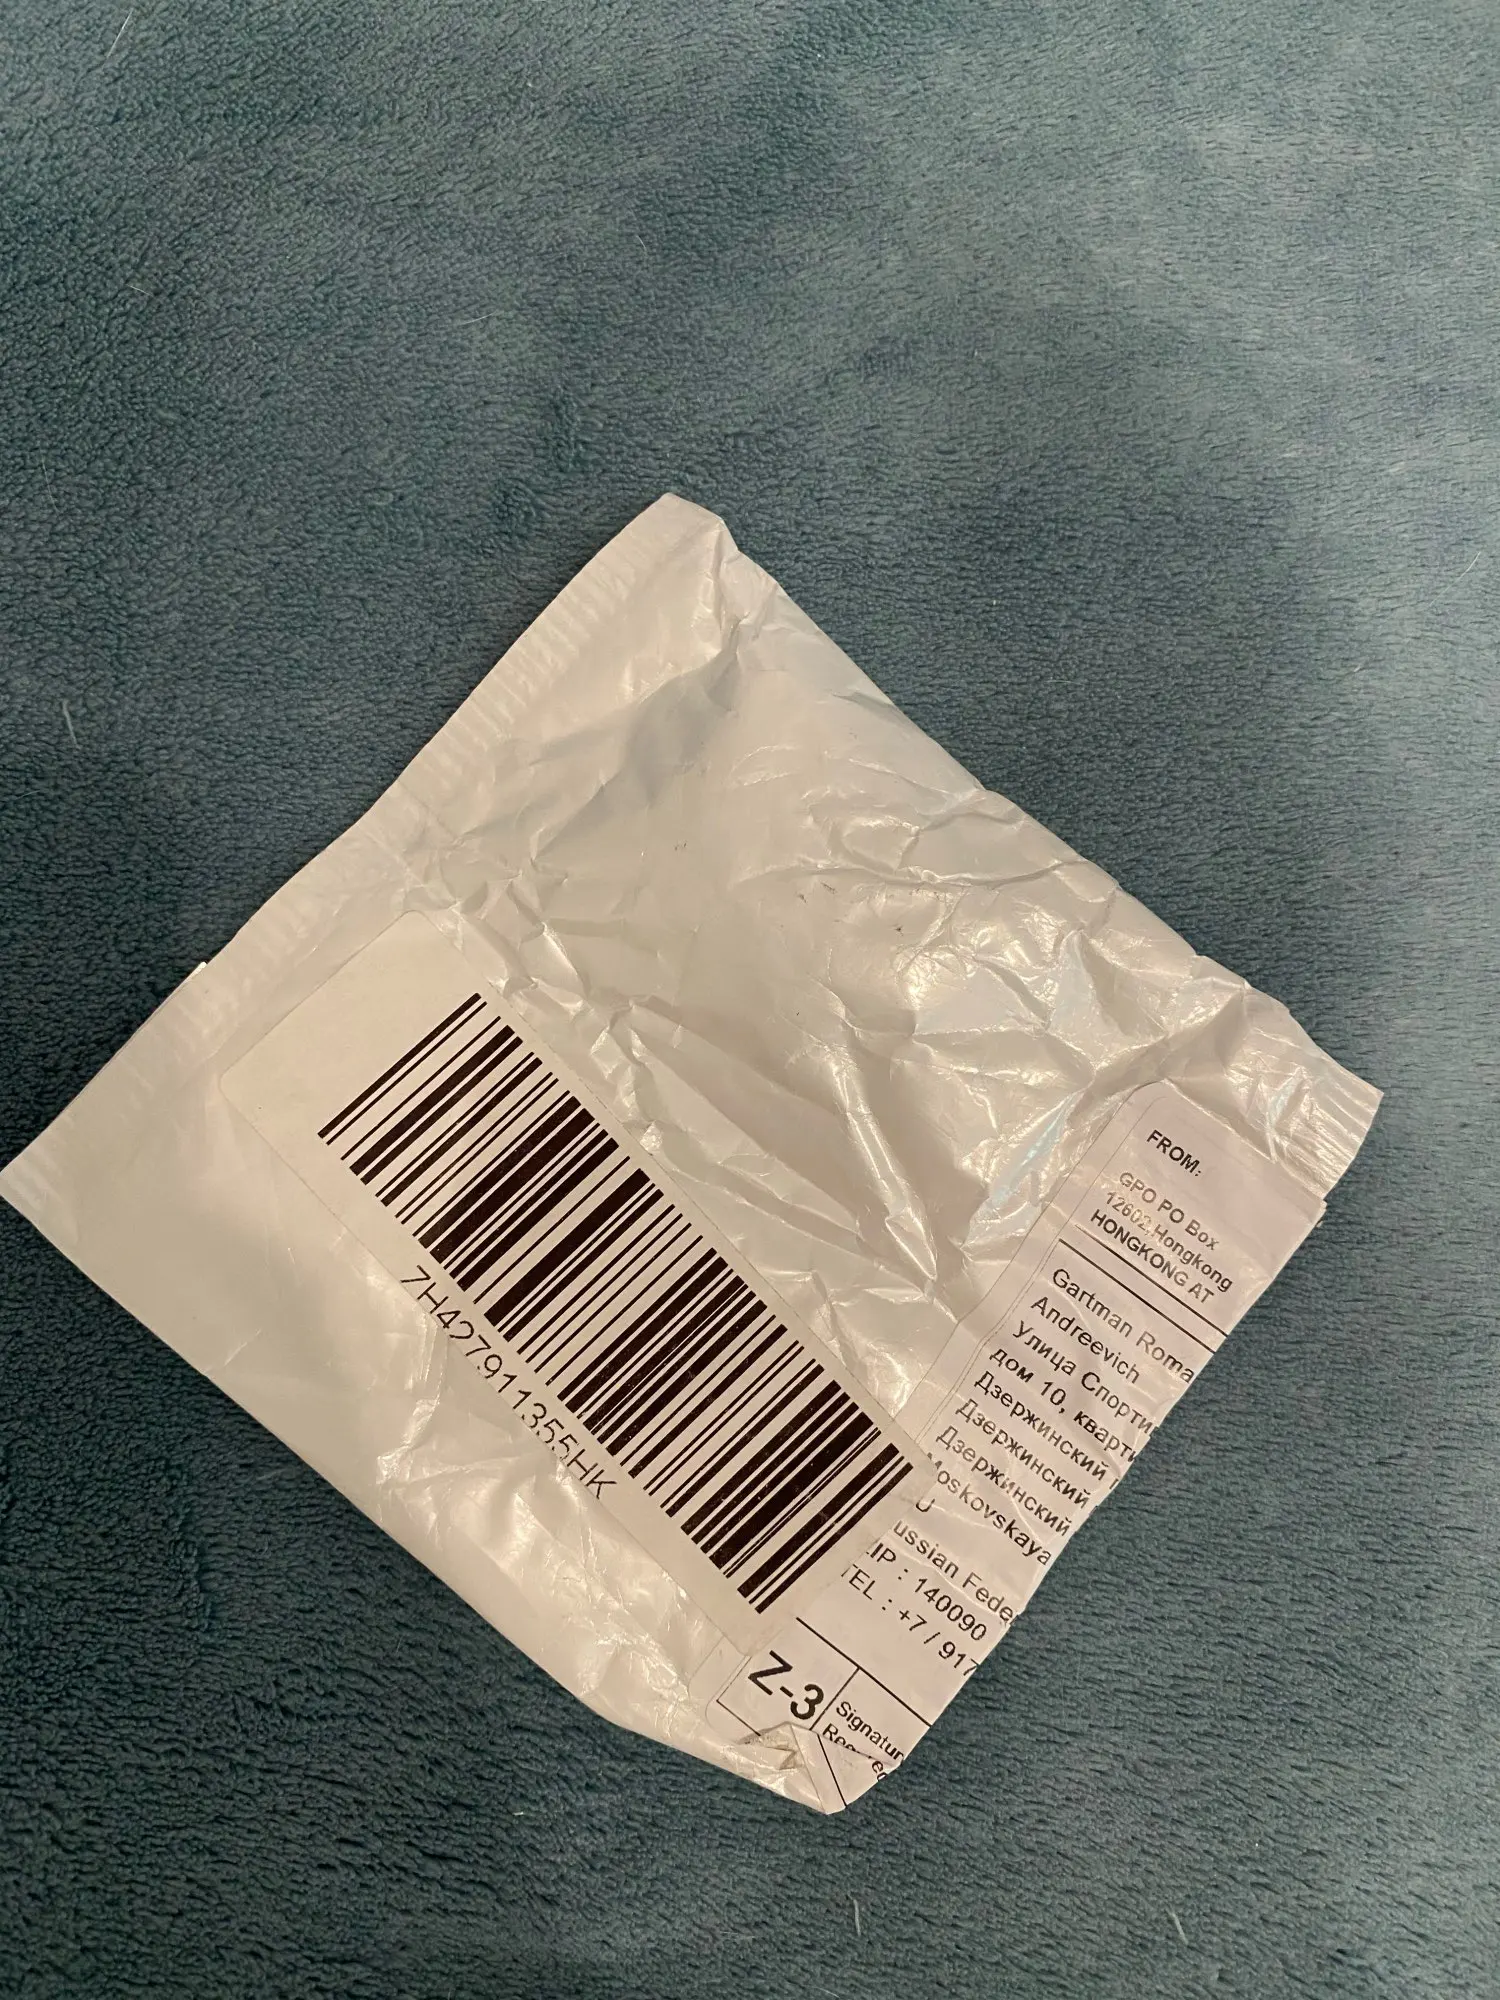 7H427911355HK
FROM:
GPO PO Box
12602,Hongkong
HONGKONG AT
Gartman Roma
Andreevich
Улица Спорти
дом 10, кварти
Дзержинский
Дзержинский
Дзержинский
Moskovskaya
U
ussian Fede
IP : 140090
TEL : +7 / 917
Z-3
Signatur